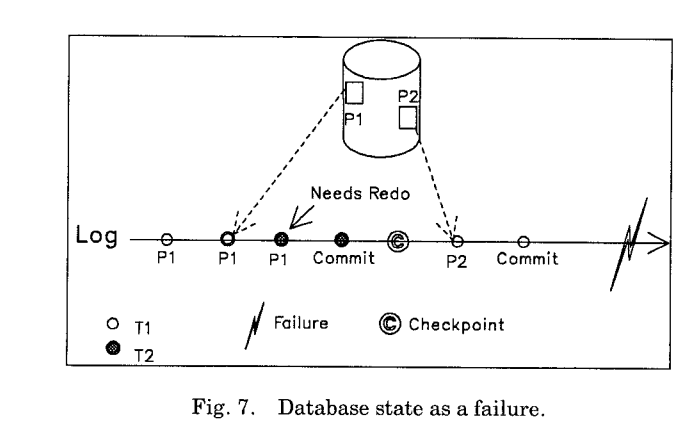 P2
P1
Needs Redo
Log
P1 P1 P1 Commit C P2 Commit
T1 Failure C Checkpoint
T2
Fig. 7. Database state as a failure.